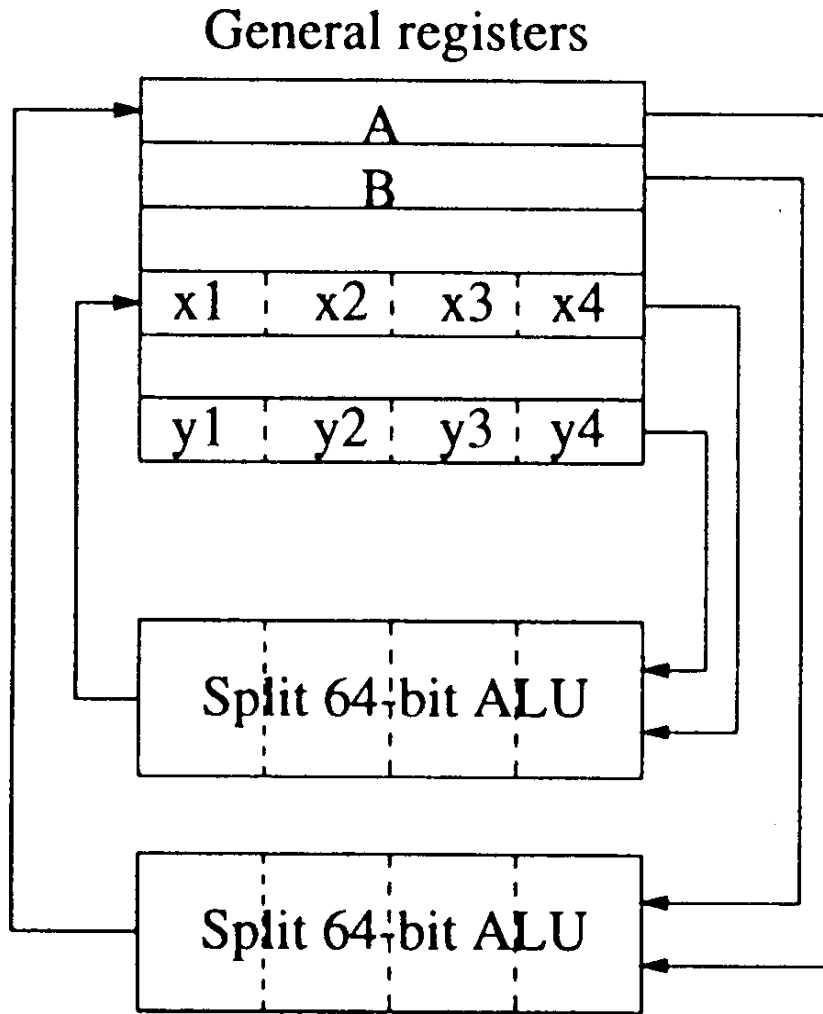 General registers
A
B
x1 x2 x3 x4
y1 y2 y3 y4
Split 64-bit ALU
Split 64-bit ALU